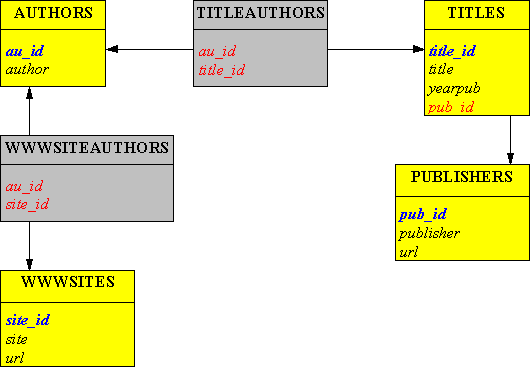 AUTHORS
au_id
author
TITLEAUTHORS
au_id
title_id
TITLES
title_id
title
yearpub
pub_id
WWWSITEAUTHORS
au_id
site_id
PUBLISHERS
pub_id
publisher
url
WWWSITES
site_id
site
url